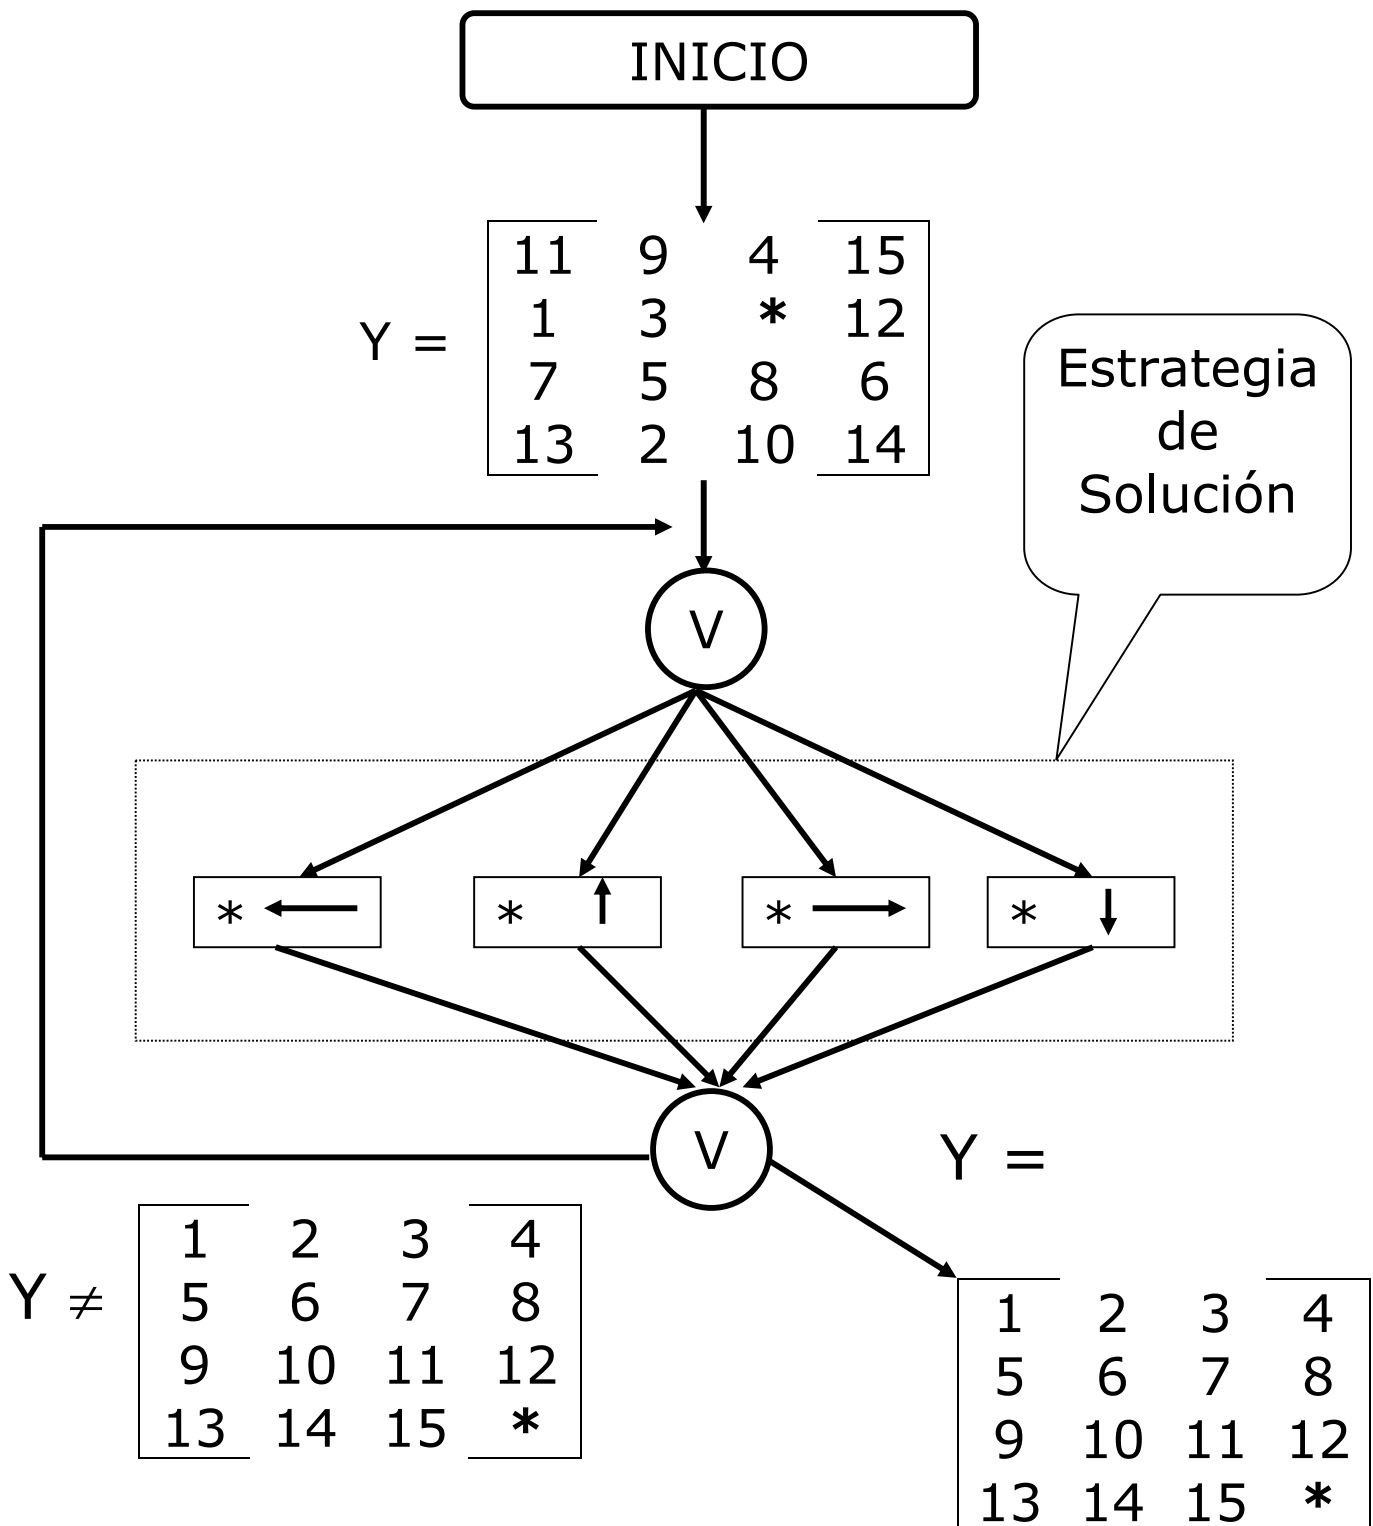 INICIO
11 9 4 15
1 3 * 12
Y =
7 5 8 6
13 2 10 14
Estrategia
de
Solución
V
* ←
* ↑
* →
* ↓
V
Y =
1 2 3 4
5 6 7 8
Y ≠
9 10 11 12
13 14 15 *
1 2 3 4
5 6 7 8
9 10 11 12
13 14 15 *